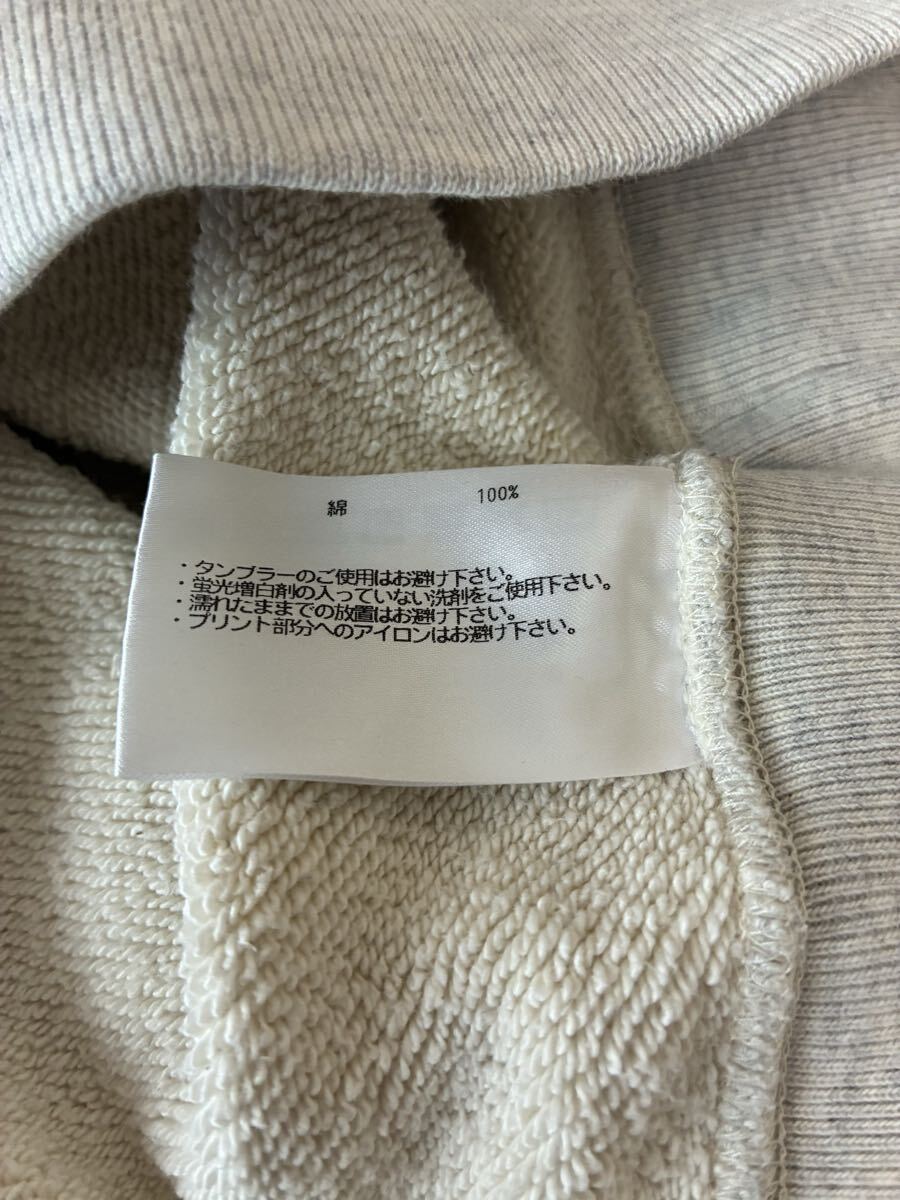 綿 100%
・タンブラーのご使用はお避け下さい。
・蛍光増白剤の入っていない洗剤をご使用下さい。
・濡れたままでの放置はお避け下さい。
・プリント部分へのアイロンはお避け下さい。